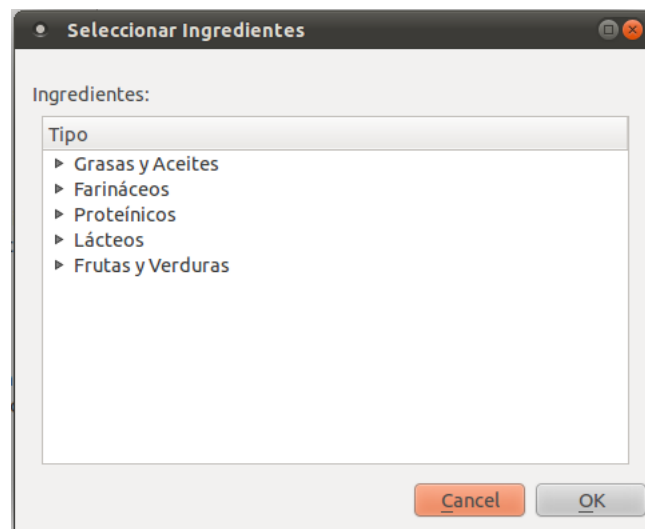 Seleccionar Ingredientes
Ingredientes:
Tipo
Grasas y Aceites
Farináceos
Proteínicos
Lácteos
Frutas y Verduras
Cancel OK